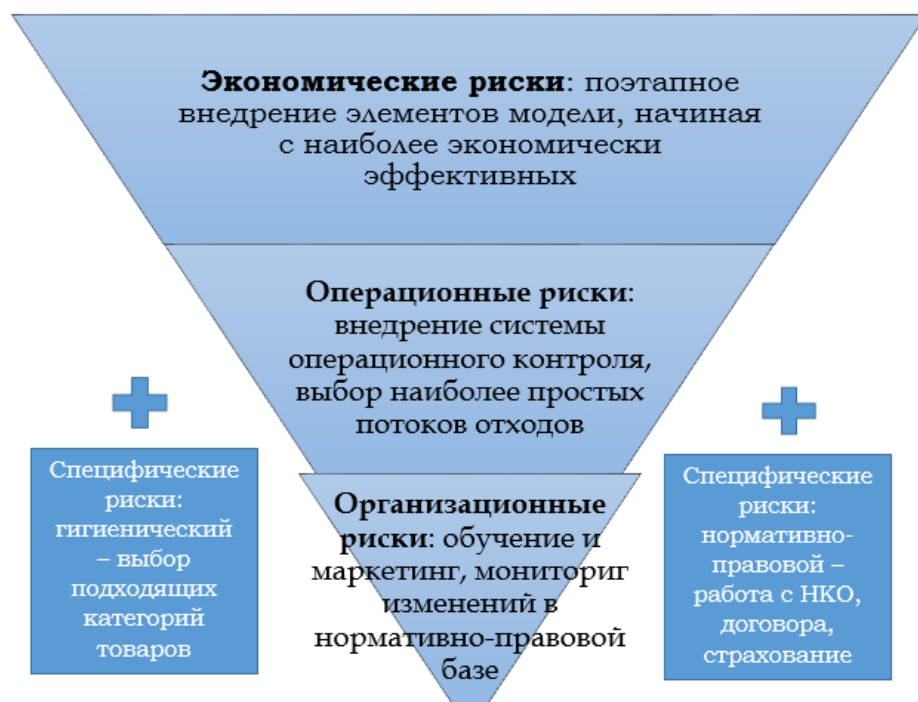 Экономические риски: поэтапное
внедрение элементов модели, начиная
с наиболее экономически
эффективных
Операционные риски:
внедрение системы
операционного контроля,
выбор наиболее простых
потоков отходов
Специфические
риски:
гигиенический
– выбор
подходящих
категорий
товаров
Организационные
риски: обучение и
маркетинг, мониториг
изменений в
нормативно-правовой
базе
Специфические
риски:
нормативно-
правовой –
работа с НКО,
договора,
страхование